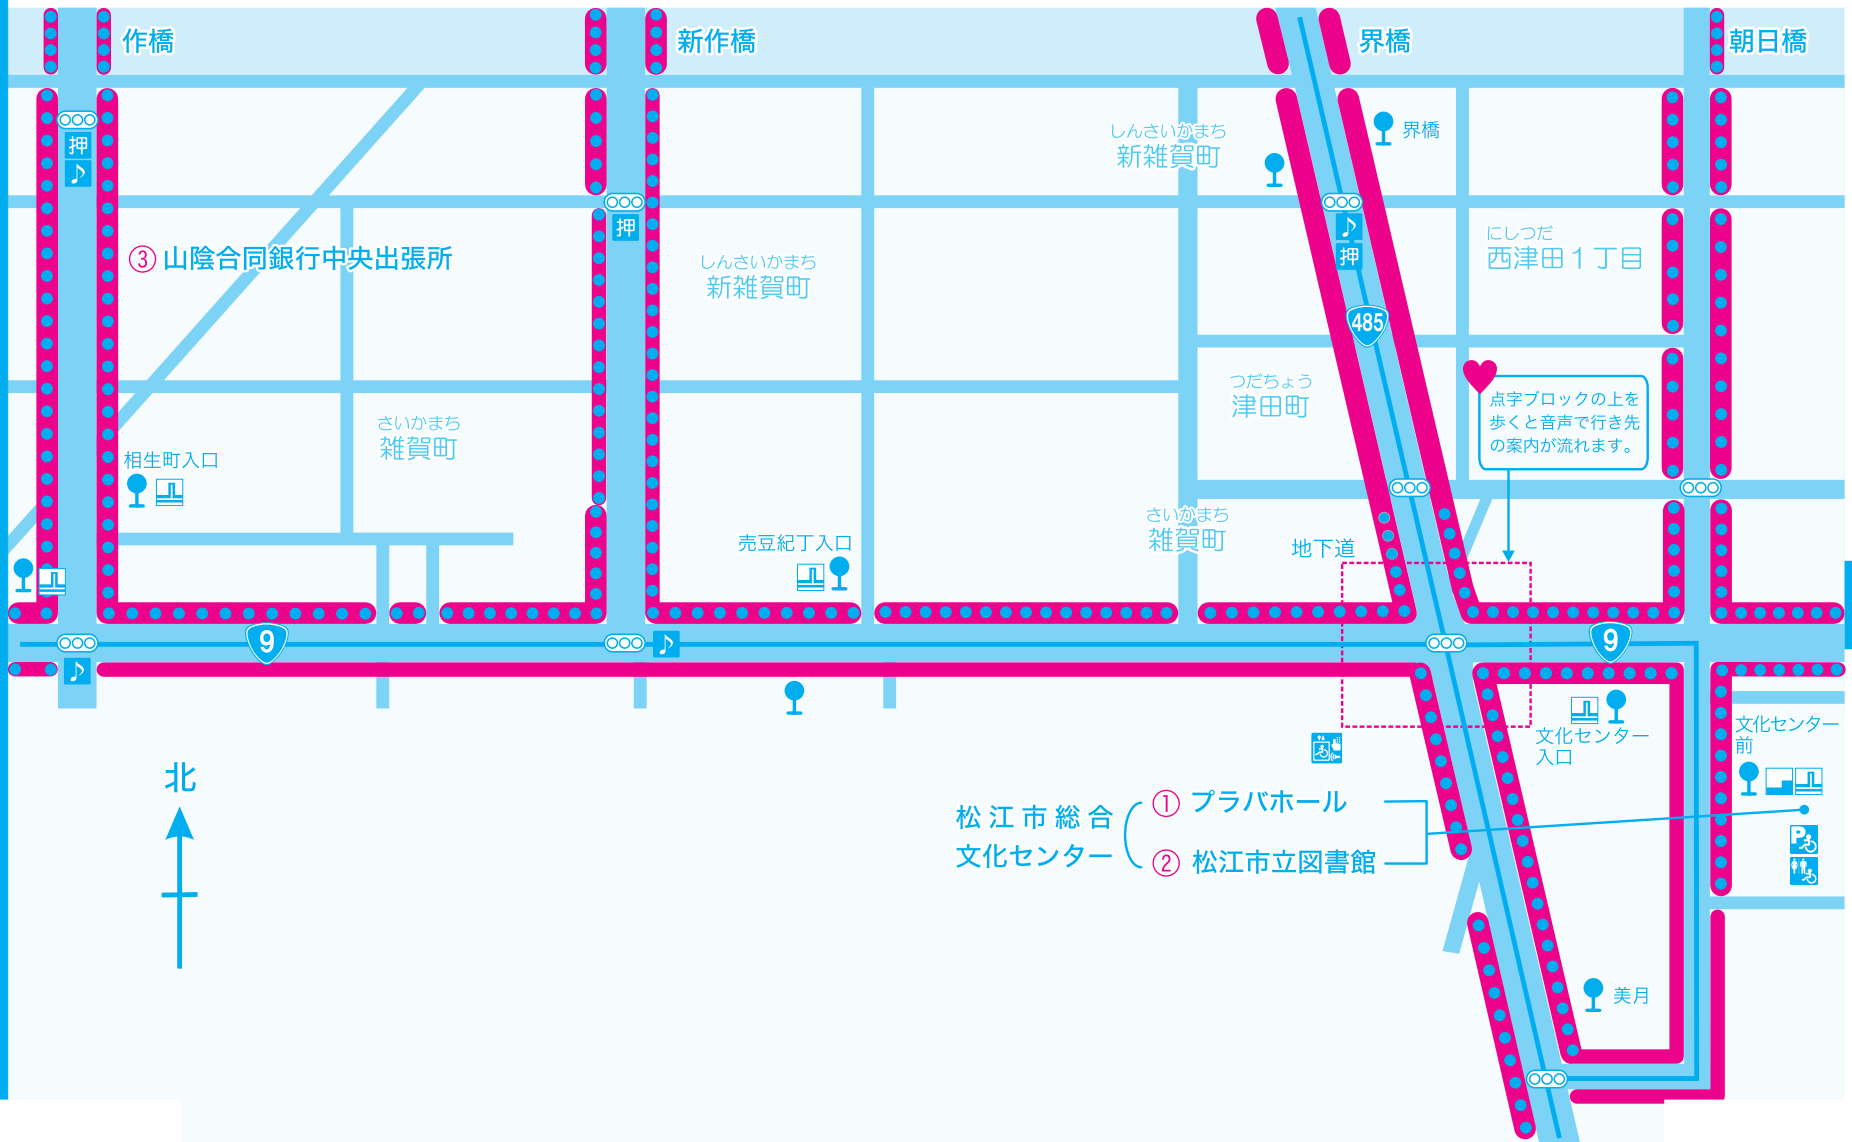 作橋
新作橋
界橋
朝日橋
押
♪
界橋
しんさいかまち
新雑賀町
押
♪
押
③ 山陰合同銀行中央出張所
しんさいかまち
新雑賀町
にしつだ
西津田１丁目
485
つだちょう
津田町
点字ブロックの上を
歩くと音声で行き先
の案内が流れます。
さいかまち
雑賀町
相生町入口
さいかまち
雑賀町
売豆紀丁入口
地下道
9
♪
9
♪
文化センター
入口
文化センター
前
北
松江市総合
文化センター
① プラバホール
② 松江市立図書館
P
美月